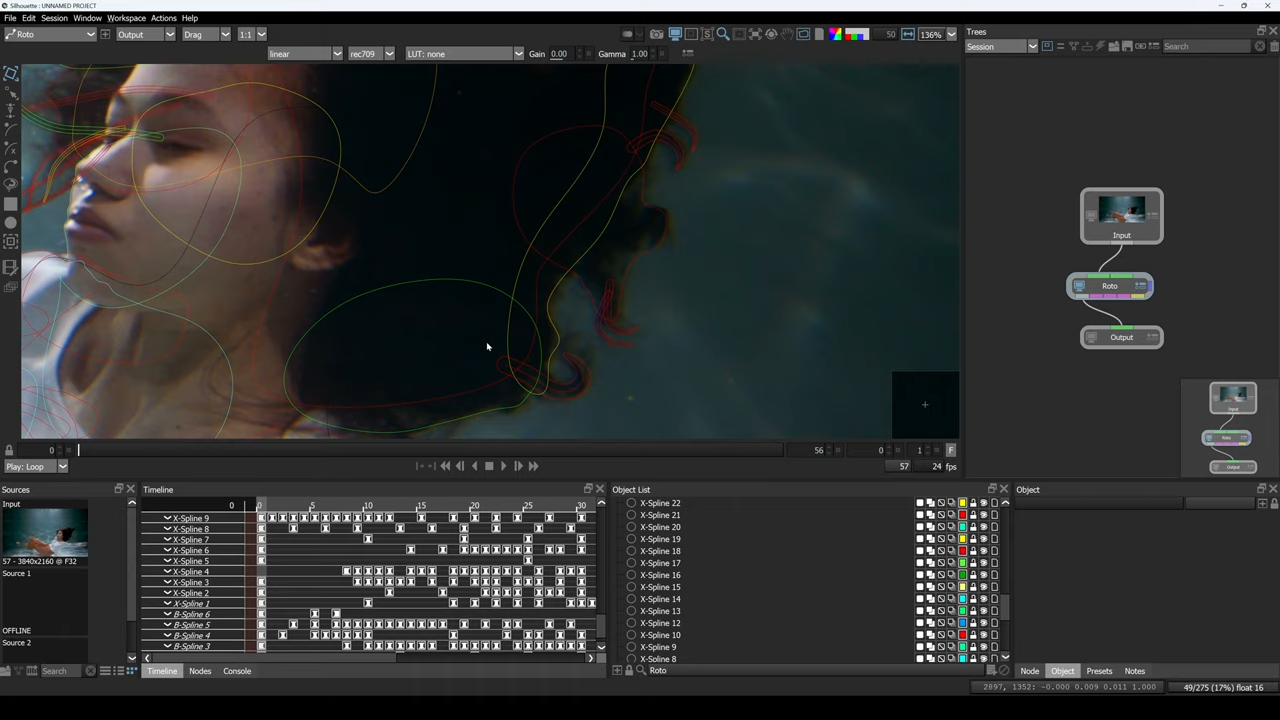 Silhouette : UNNAMED PROJECT
File Edit Session Window Workspace Actions Help
Roto Output Drag 1:1 50 136%
linear rec709 LUT: none Gain 0.00 Gamma 1.00
Trees
Session Search
Input
Roto
Output
Input
Roto
Output
0 56 0 1 F
Play: Loop 57 24 fps
Sources
Input
57 - 3840x2160 @ F32
Source 1
OFFLINE
Source 2
Search
Timeline
0 0 5 10 15 20 25 30
X-Spline 9
X-Spline 8
X-Spline 7
X-Spline 6
X-Spline 5
X-Spline 4
X-Spline 3
X-Spline 2
X-Spline 1
B-Spline 6
B-Spline 5
B-Spline 4
B-Spline 3
Timeline Nodes Console
Object List
X-Spline 22
X-Spline 21
X-Spline 20
X-Spline 19
X-Spline 18
X-Spline 17
X-Spline 16
X-Spline 15
X-Spline 14
X-Spline 13
X-Spline 12
X-Spline 10
X-Spline 9
X-Spline 8
Roto
Object
Node Object Presets Notes
2897, 1352: -0.000 0.009 0.011 1.000 49/275 (17%) float 16